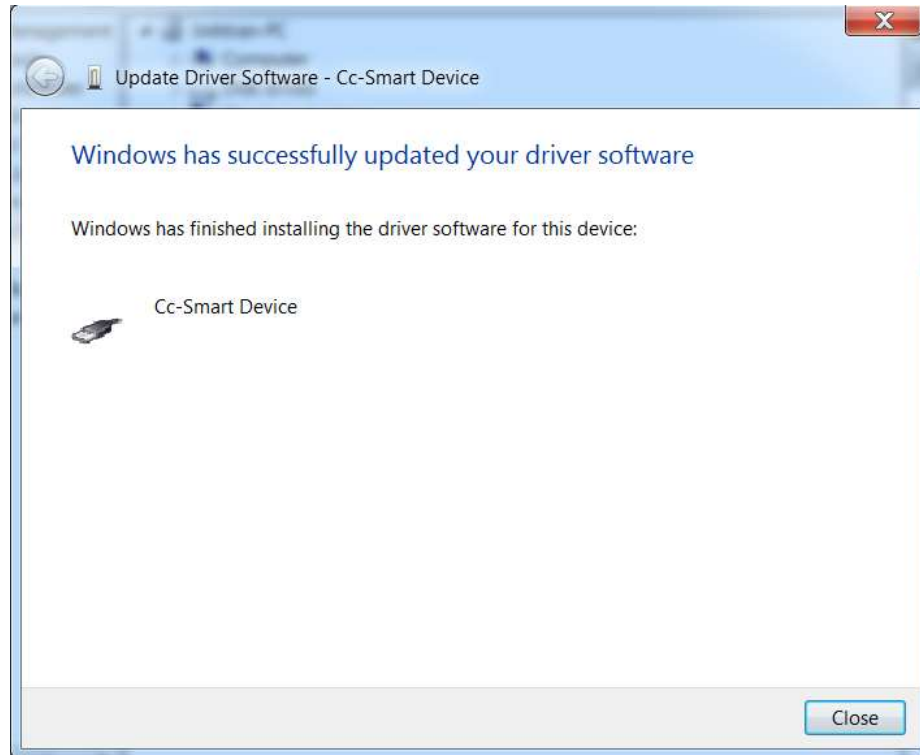 Update Driver Software - Cc-Smart Device
Windows has successfully updated your driver software
Windows has finished installing the driver software for this device:
Cc-Smart Device
Close